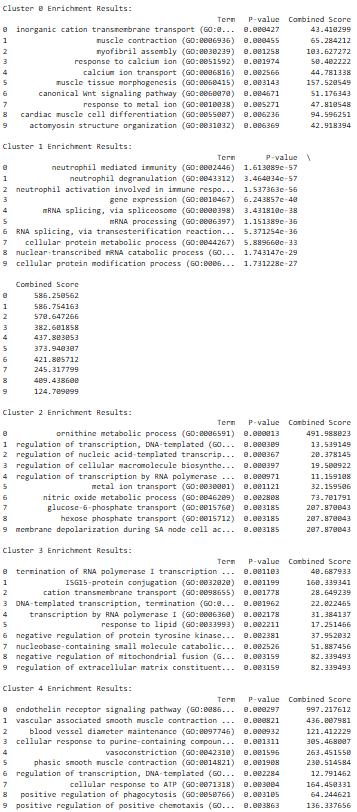 Cluster 0 Enrichment Results:
Term P-value Combined Score
0 inorganic cation transmembrane transport (GO:0... 0.000427 43.410299
1 muscle contraction (GO:0006936) 0.000455 65.284212
2 myofibril assembly (GO:0030239) 0.001258 103.627272
3 response to calcium ion (GO:0051592) 0.001974 50.402222
4 calcium ion transport (GO:0006816) 0.002566 44.781338
5 muscle tissue morphogenesis (GO:0060415) 0.003143 157.520549
6 canonical Wnt signaling pathway (GO:0060070) 0.004671 51.176343
7 response to metal ion (GO:0010038) 0.005271 47.810548
8 cardiac muscle cell differentiation (GO:0055007) 0.006236 94.596251
9 actomyosin structure organization (GO:0031032) 0.006369 42.918394
Cluster 1 Enrichment Results:
Term P-value \
0 neutrophil mediated immunity (GO:0002446) 1.613089e-57
1 neutrophil degranulation (GO:0043312) 3.464034e-57
2 neutrophil activation involved in immune respo... 1.537363e-56
3 gene expression (GO:0010467) 6.243857e-40
4 mRNA splicing, via spliceosome (GO:0000398) 3.431810e-38
5 mRNA processing (GO:0006397) 1.151389e-36
6 RNA splicing, via transesterification reaction... 5.371254e-36
7 cellular protein metabolic process (GO:0044267) 5.889660e-33
8 nuclear-transcribed mRNA catabolic process (GO... 1.743147e-29
9 cellular protein modification process (GO:0006... 1.731228e-27
Combined Score
0 586.250562
1 586.754163
2 570.647266
3 382.601858
4 437.803053
5 373.940307
6 421.805712
7 245.317799
8 409.438600
9 124.709099
Cluster 2 Enrichment Results:
Term P-value Combined Score
0 ornithine metabolic process (GO:0006591) 0.000013 491.988023
1 regulation of transcription, DNA-templated (GO... 0.000309 13.539149
2 regulation of nucleic acid-templated transcrip... 0.000367 20.378145
3 regulation of cellular macromolecule biosynthe... 0.000397 19.500922
4 regulation of transcription by RNA polymerase ... 0.000971 11.159108
5 metal ion transport (GO:0030001) 0.001121 32.159506
6 nitric oxide metabolic process (GO:0046209) 0.002808 73.701791
7 glucose-6-phosphate transport (GO:0015760) 0.003185 207.870043
8 hexose phosphate transport (GO:0015712) 0.003185 207.870043
9 membrane depolarization during SA node cell ac... 0.003185 207.870043
Cluster 3 Enrichment Results:
Term P-value Combined Score
0 termination of RNA polymerase I transcription ... 0.001103 40.687933
1 ISG15-protein conjugation (GO:0032020) 0.001199 160.339341
2 cation transmembrane transport (GO:0098655) 0.001778 28.649239
3 DNA-templated transcription, termination (GO:0... 0.001962 22.022465
4 transcription by RNA polymerase I (GO:0006360) 0.002178 31.384137
5 response to lipid (GO:0033993) 0.002211 17.251466
6 negative regulation of protein tyrosine kinase... 0.002381 37.952032
7 nucleobase-containing small molecule catabolic... 0.002526 51.887456
8 negative regulation of mitochondrial fusion (G... 0.003159 82.339493
9 regulation of extracellular matrix constituent... 0.003159 82.339493
Cluster 4 Enrichment Results:
Term P-value Combined Score
0 endothelin receptor signaling pathway (GO:0086... 0.000297 997.217612
1 vascular associated smooth muscle contraction ... 0.000821 436.007981
2 blood vessel diameter maintenance (GO:0097746) 0.000932 121.412229
3 cellular response to purine-containing compoun... 0.001311 305.468007
4 vasoconstriction (GO:0042310) 0.001596 263.451550
5 phasic smooth muscle contraction (GO:0014821) 0.001908 230.514584
6 regulation of transcription, DNA-templated (GO... 0.002284 12.791462
7 cellular response to ATP (GO:0071318) 0.003004 164.450331
8 positive regulation of phagocytosis (GO:0050766) 0.003105 64.244621
9 positive regulation of positive chemotaxis (GO... 0.003863 136.337656